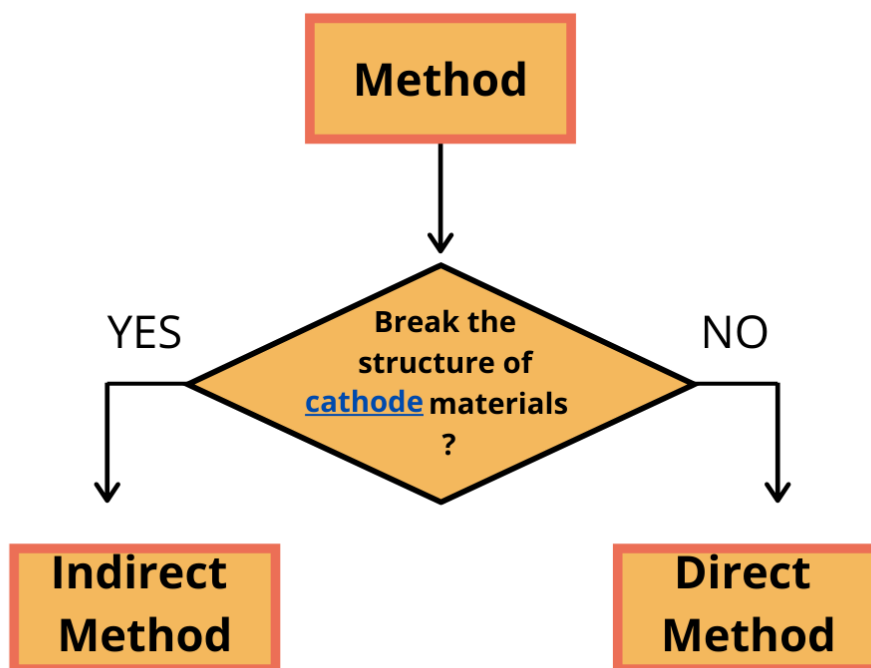 Method
YES
NO
Break the
structure of
cathode materials
?
Indirect
Method
Direct
Method